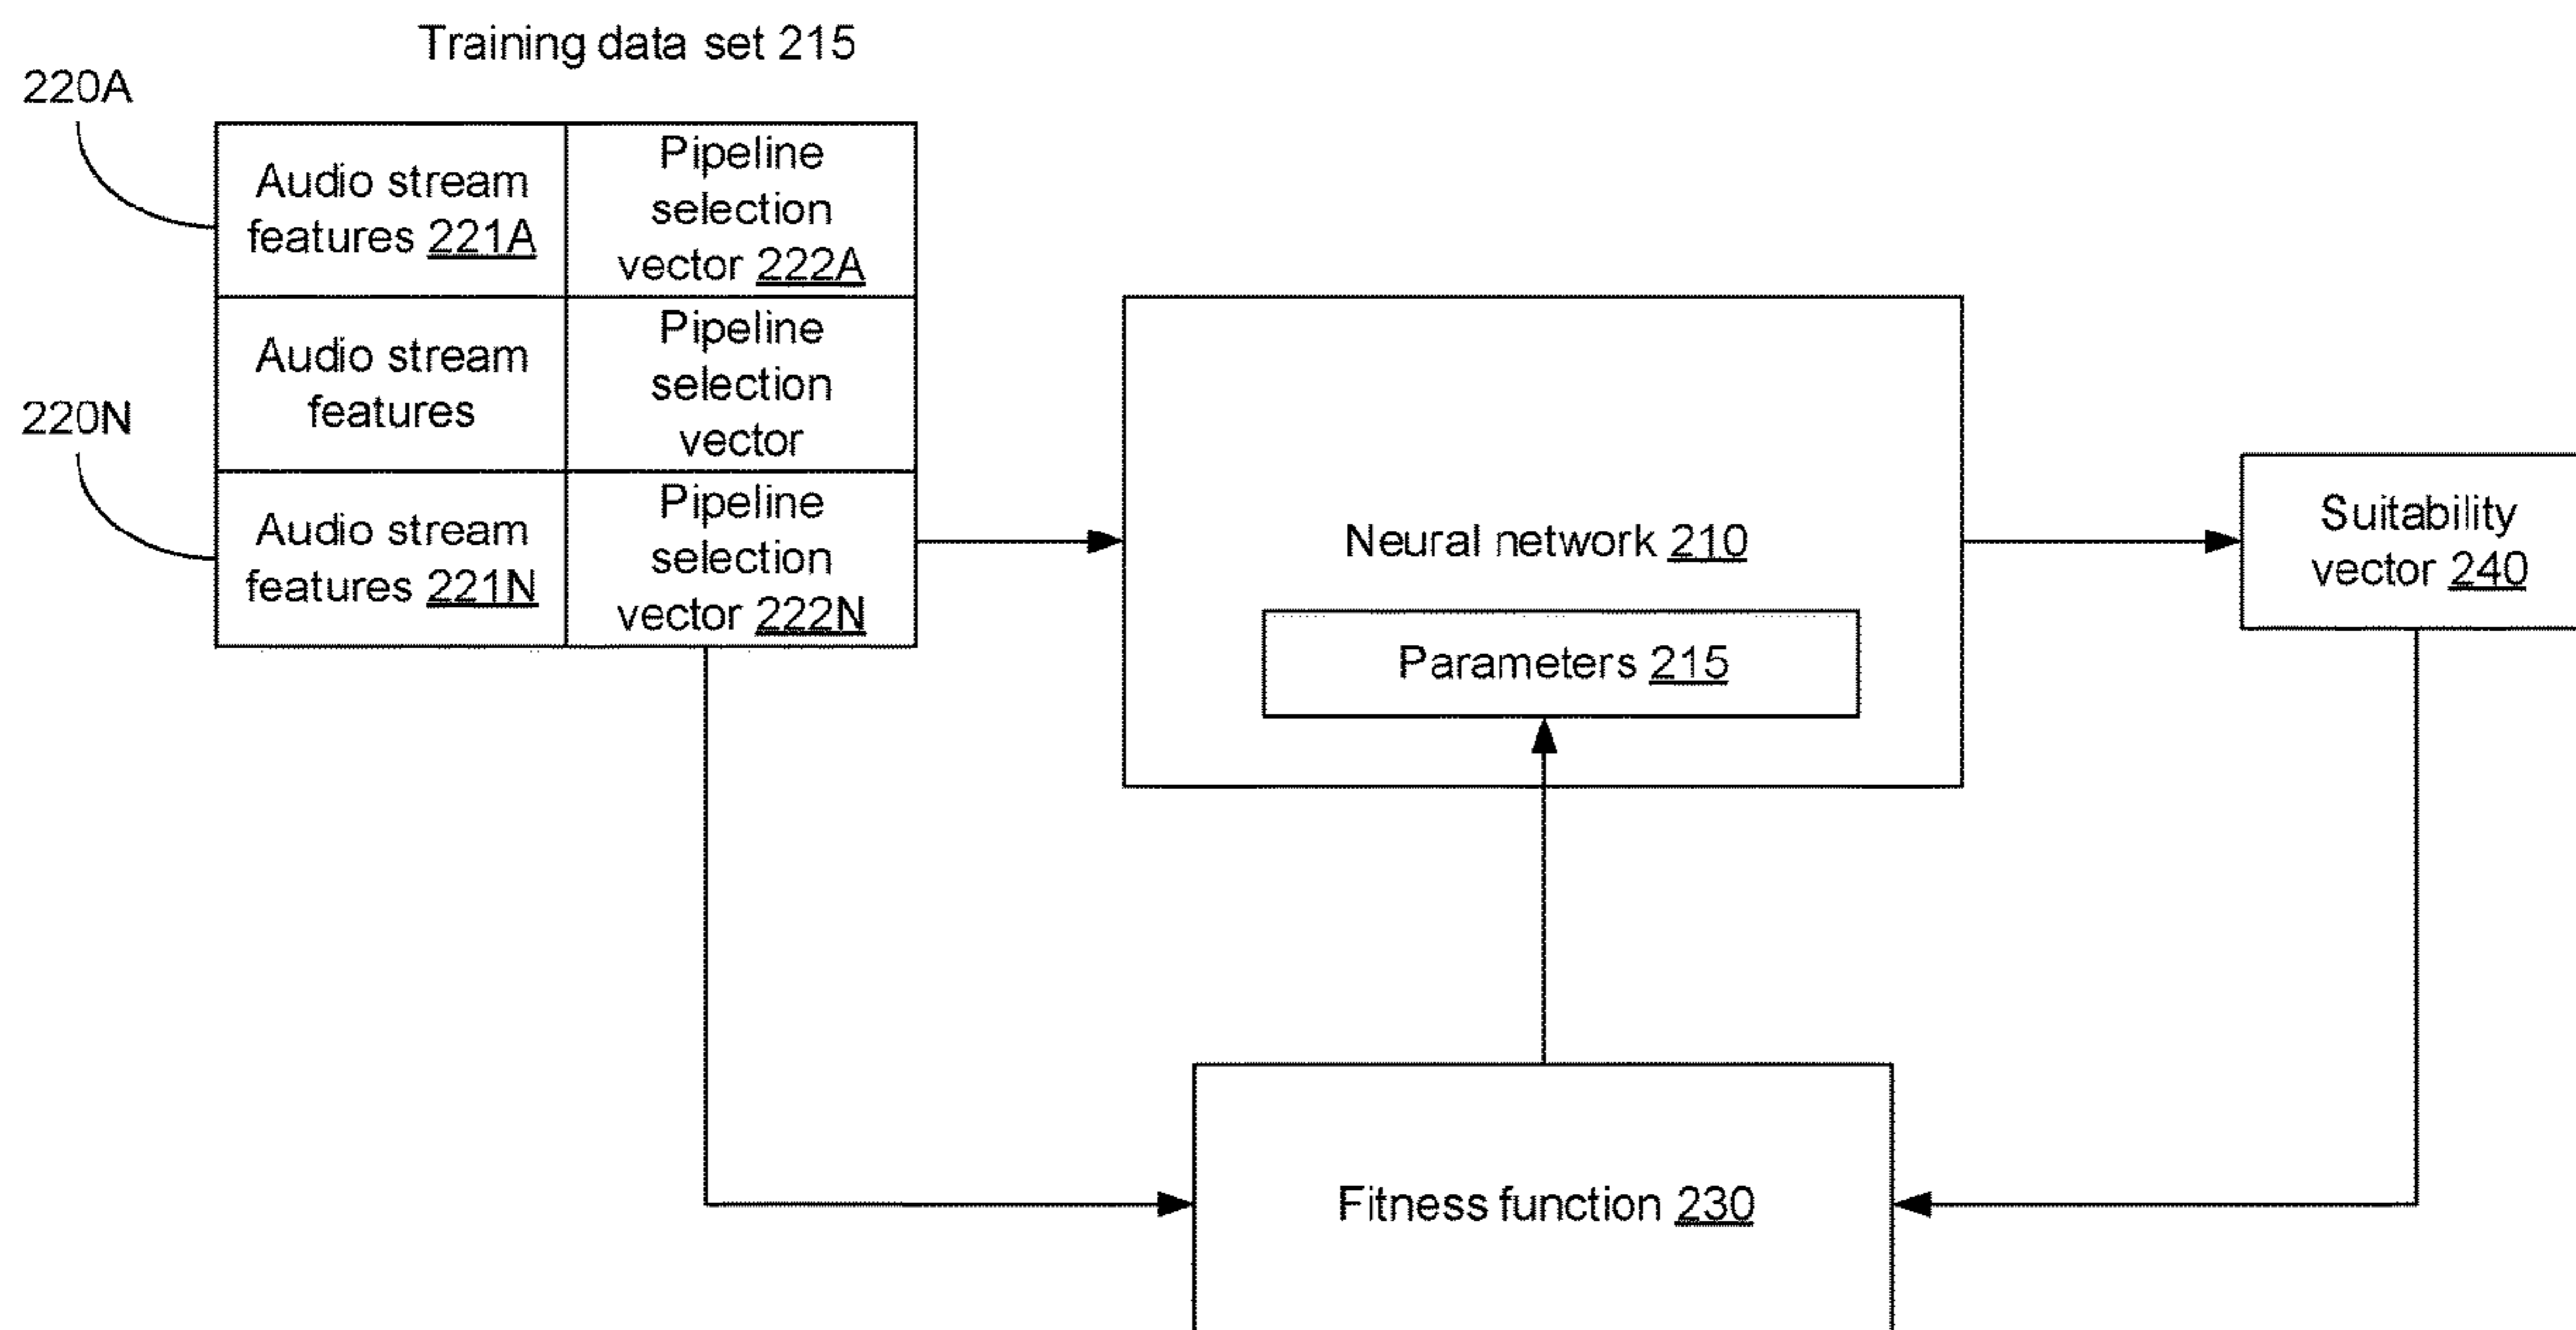 Training data set 215
220A
Audio stream
features 221A
Pipeline
selection
vector 222A
Audio stream
features
Pipeline
selection
vector
220N
Audio stream
features 221N
Pipeline
selection
vector 222N
Neural network 210
Parameters 215
Suitability
vector 240
Fitness function 230